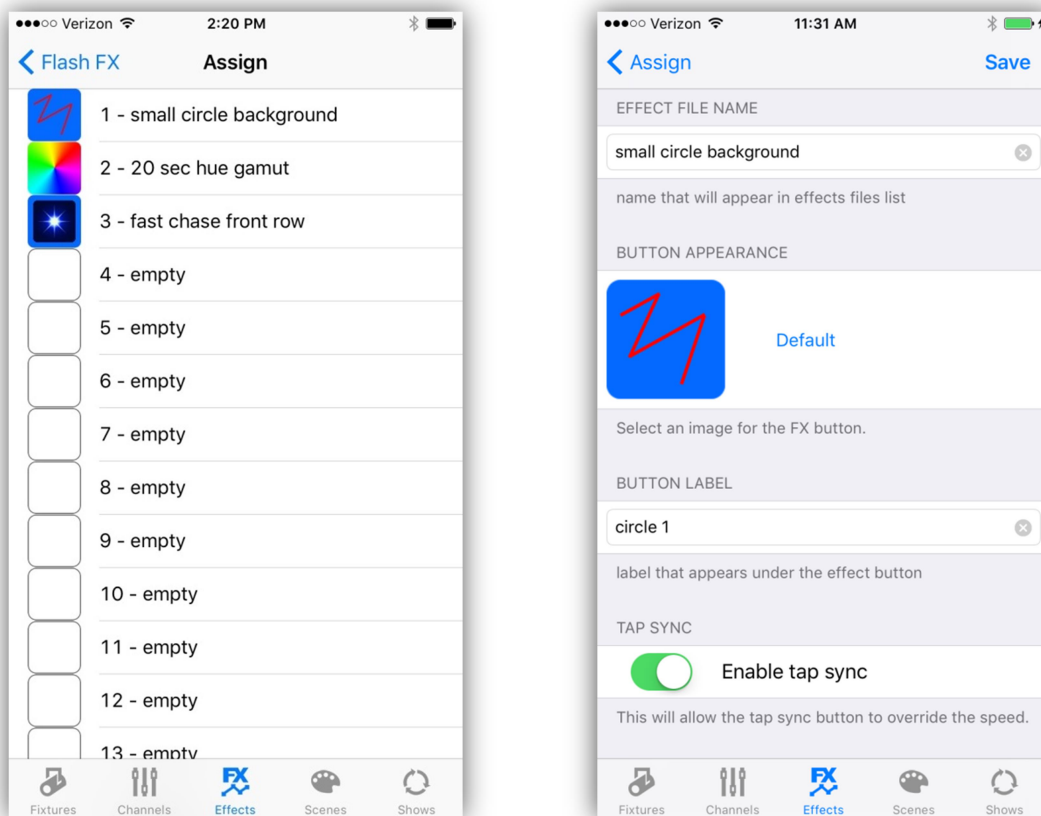 Verizon 2:20 PM
Flash FX Assign
1 - small circle background
2 - 20 sec hue gamut
3 - fast chase front row
4 - empty
5 - empty
6 - empty
7 - empty
8 - empty
9 - empty
10 - empty
11 - empty
12 - empty
13 - empty
Fixtures Channels FX Effects Scenes Shows
Verizon 11:31 AM
Assign Save
EFFECT FILE NAME
small circle background
name that will appear in effects files list
BUTTON APPEARANCE
Default
Select an image for the FX button.
BUTTON LABEL
circle 1
label that appears under the effect button
TAP SYNC
Enable tap sync
This will allow the tap sync button to override the speed.
Fixtures Channels FX Effects Scenes Shows